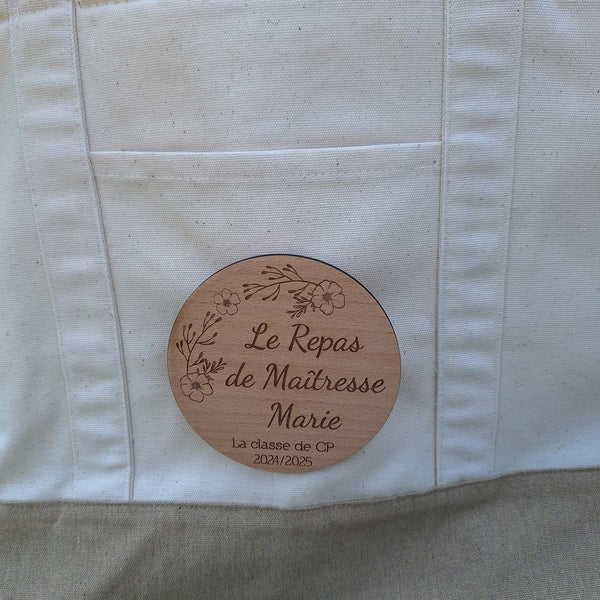 Le Repas
de Maîtresse
Marie
La classe de CP
2024/2025